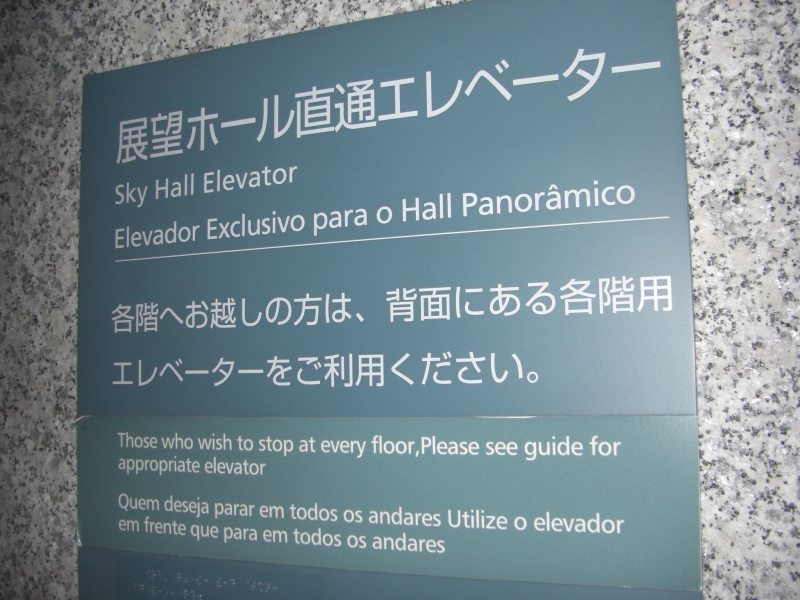 展望ホール直通エレベーター
Sky Hall Elevator
Elevador Exclusivo para o Hall Panorâmico
各階へお越しの方は、背面にある各階用
エレベーターをご利用ください。
Those who wish to stop at every floor,Please see guide for
appropriate elevator
Quem deseja parar em todos os andares Utilize o elevador
em frente que para em todos os andares